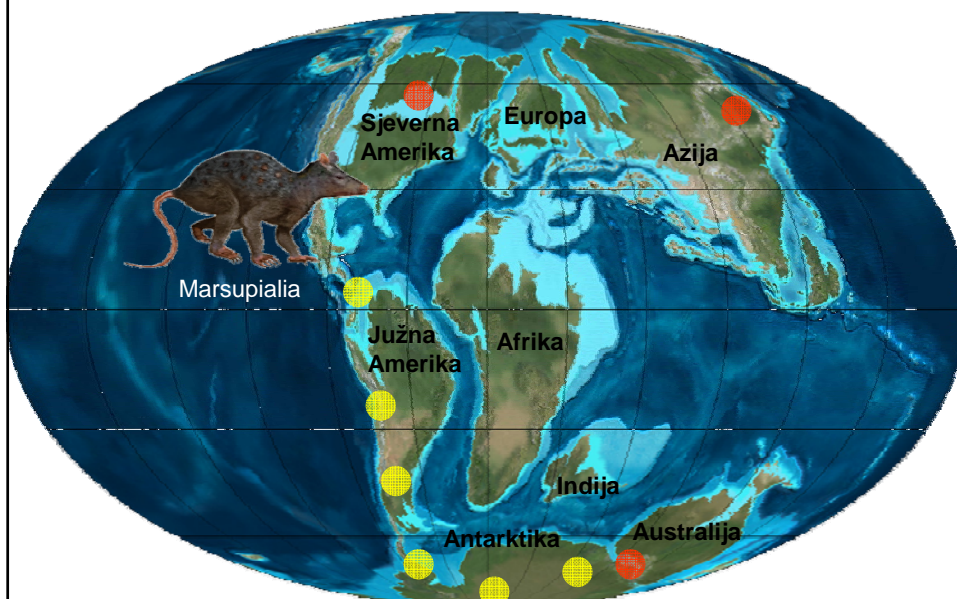 Sjeverna
Amerika
Europa
Azija
Marsupialia
Južna
Amerika
Afrika
Indija
Antarktika
Australija